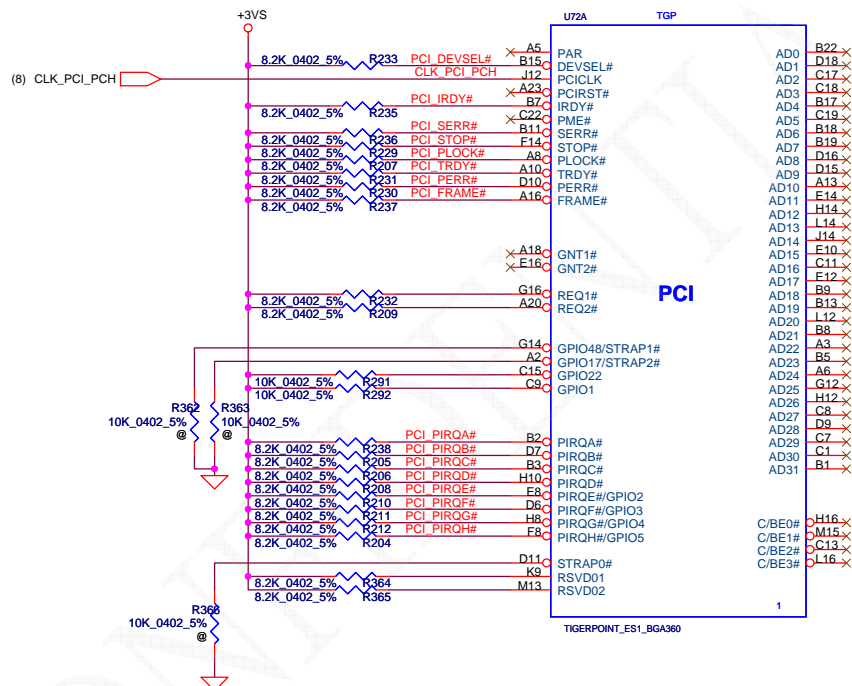 +3VS
U72A TGP
(8) CLK_PCI_PCH
8.2K_0402_5% R233 PCI_DEVSEL#
CLK_PCI_PCH
8.2K_0402_5% R235 PCI_IRDY#
PCI_SERR#
8.2K_0402_5% R236 PCI_STOP#
8.2K_0402_5% R229 PCI_PLOCK#
8.2K_0402_5% R207 PCI_TRDY#
8.2K_0402_5% R231 PCI_PERR#
8.2K_0402_5% R230 PCI_FRAME#
8.2K_0402_5% R237
8.2K_0402_5% R232
8.2K_0402_5% R209
10K_0402_5% R291
10K_0402_5% R292
R362 R363
10K_0402_5% 10K_0402_5%
@ @
PCI_PIRQA#
8.2K_0402_5% R238 PCI_PIRQB#
8.2K_0402_5% R205 PCI_PIRQC#
8.2K_0402_5% R206 PCI_PIRQD#
8.2K_0402_5% R208 PCI_PIRQE#
8.2K_0402_5% R210 PCI_PIRQF#
8.2K_0402_5% R211 PCI_PIRQG#
8.2K_0402_5% R212 PCI_PIRQH#
8.2K_0402_5% R204
8.2K_0402_5% R364
8.2K_0402_5% R365
R366
10K_0402_5%
@
A5 PAR
B15 DEVSEL#
J12 PCICLK
A23 PCIRST#
B7 IRDY#
C22 PME#
B11 SERR#
F14 STOP#
A8 PLOCK#
A10 TRDY#
D10 PERR#
A16 FRAME#
A18 GNT1#
E16 GNT2#
G16 REQ1#
A20 REQ2#
G14 GPIO48/STRAP1#
A2 GPIO17/STRAP2#
C15 GPIO22
C9 GPIO1
B2 PIRQA#
D7 PIRQB#
B3 PIRQC#
H10 PIRQD#
E8 PIRQE#/GPIO2
D6 PIRQF#/GPIO3
H8 PIRQG#/GPIO4
F8 PIRQH#/GPIO5
D11 STRAP0#
K9 RSVD01
M13 RSVD02
PCI
AD0 B22
AD1 D18
AD2 C17
AD3 C18
AD4 B17
AD5 C19
AD6 B18
AD7 B19
AD8 D16
AD9 D15
AD10 A13
AD11 E14
AD12 H14
AD13 L14
AD14 J14
AD15 E10
AD16 C11
AD17 E12
AD18 B9
AD19 B13
AD20 L12
AD21 B8
AD22 A3
AD23 B5
AD24 A6
AD25 G12
AD26 H12
AD27 C8
AD28 D9
AD29 C7
AD30 C1
AD31 B1
C/BE0# H16
C/BE1# M15
C/BE2# C13
C/BE3# L16
1
TIGERPOINT_ES1_BGA360